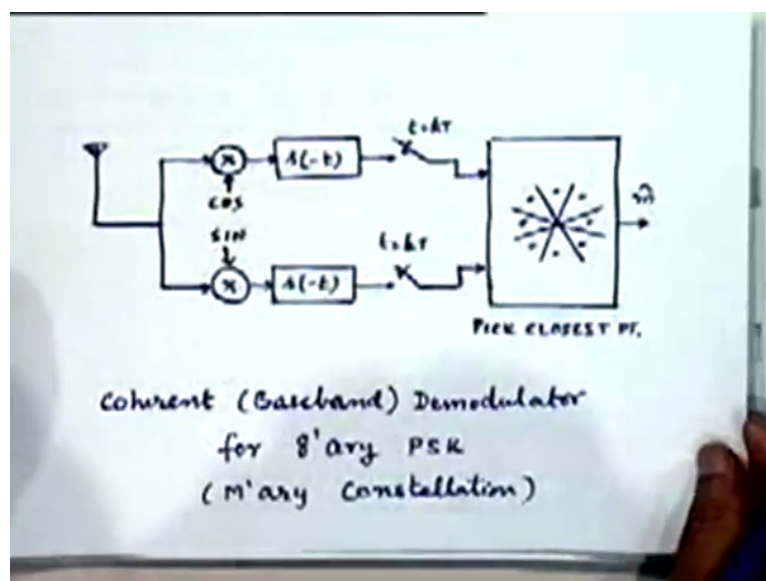 t=kT
X
s(-t)
COS
SIN
t=kT
X
s(-t)
m̂
PICK CLOSEST PT.
Coherent (Baseband) Demodulator
for 8'ary PSK
(M'ary Constellation)